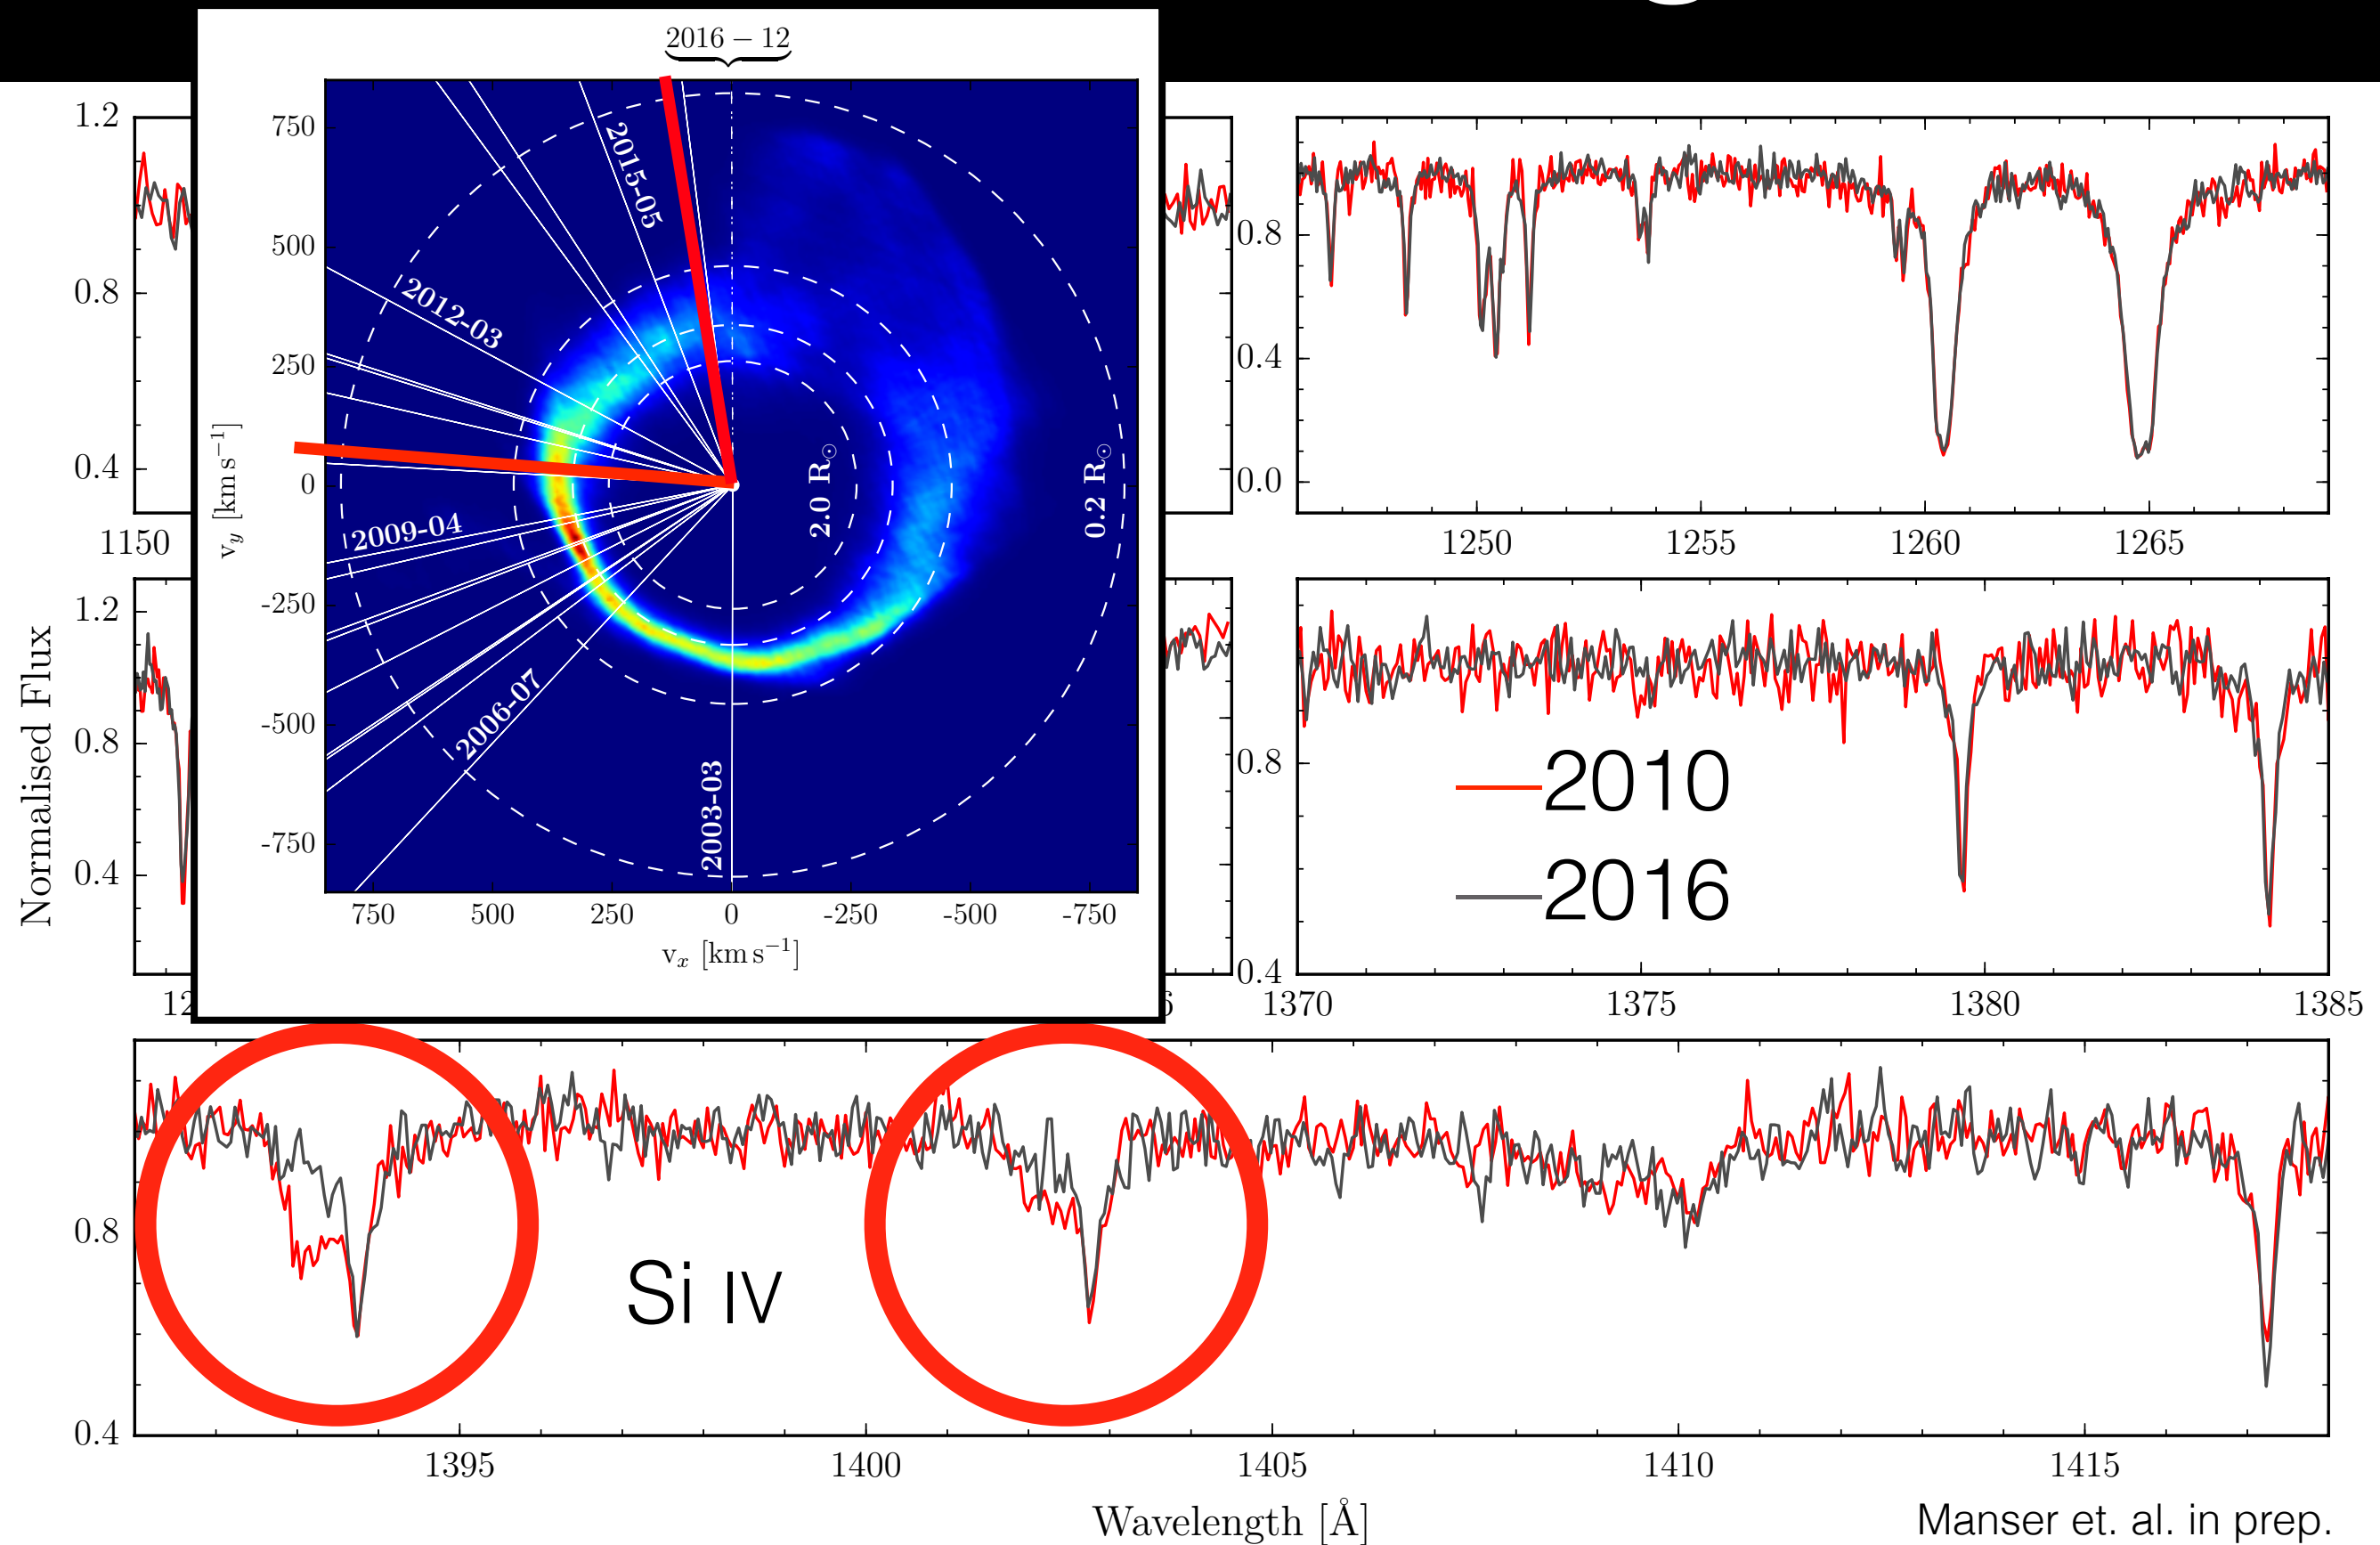 2016 − 12
1.2
0.8
0.4
1150
750
500
250
0
-250
-500
-750
v_y [km s⁻¹]
2015-05
2012-03
2009-04
2006-07
2003-03
2.0 R⊙
0.2 R⊙
750 500 250 0 -250 -500 -750
v_x [km s⁻¹]
0.8
0.4
0.0
1250 1255 1260 1265
Normalised Flux
1.2
0.8
0.4
0.8
0.4
2010
2016
1370 1375 1380 1385
0.8
0.4
Si IV
1395 1400 1405 1410 1415
Wavelength [Å]
Manser et. al. in prep.